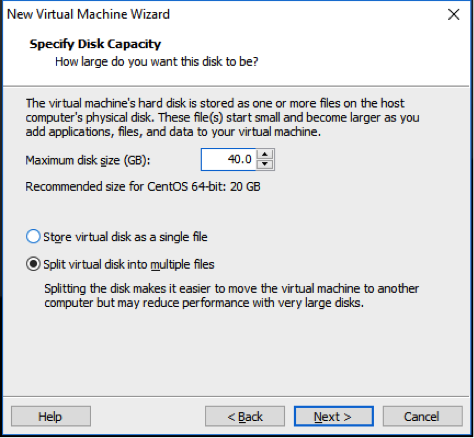 New Virtual Machine Wizard
Specify Disk Capacity
How large do you want this disk to be?
The virtual machine's hard disk is stored as one or more files on the host
computer's physical disk. These file(s) start small and become larger as you
add applications, files, and data to your virtual machine.
Maximum disk size (GB): 40.0
Recommended size for CentOS 64-bit: 20 GB
Store virtual disk as a single file
Split virtual disk into multiple files
Splitting the disk makes it easier to move the virtual machine to another
computer but may reduce performance with very large disks.
Help < Back Next > Cancel